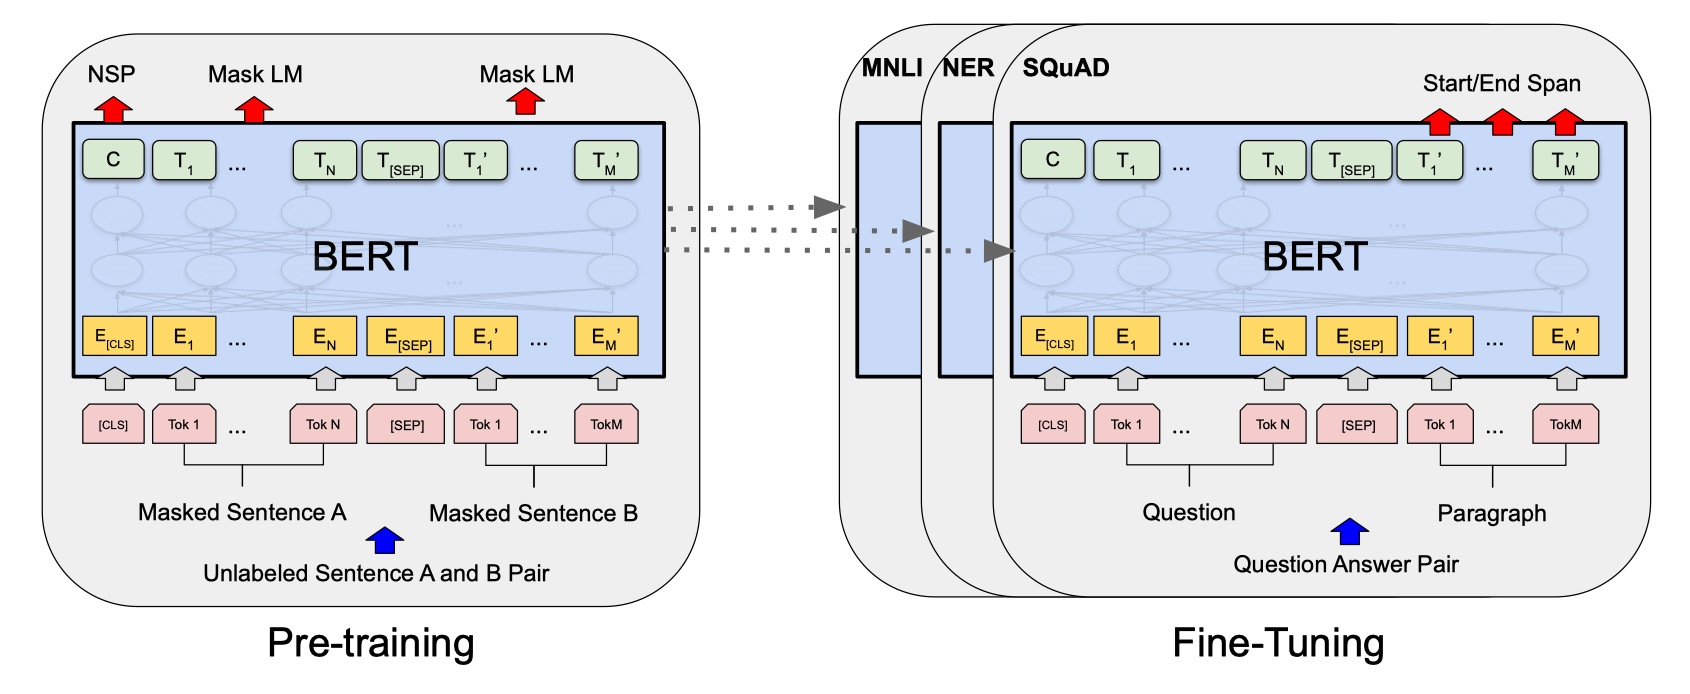 NSP Mask LM Mask LM
C T1 ... TN T[SEP] T1’ ... TM’
...
BERT
...
E[CLS] E1 ... EN E[SEP] E1’ ... EM’
[CLS] Tok 1 ... Tok N [SEP] Tok 1 ... TokM
Masked Sentence A Masked Sentence B
Unlabeled Sentence A and B Pair
Pre-training
MNLI NER SQuAD
Start/End Span
C T1 ... TN T[SEP] T1’ ... TM’
...
BERT
...
E[CLS] E1 ... EN E[SEP] E1’ ... EM’
[CLS] Tok 1 ... Tok N [SEP] Tok 1 ... TokM
Question Paragraph
Question Answer Pair
Fine-Tuning